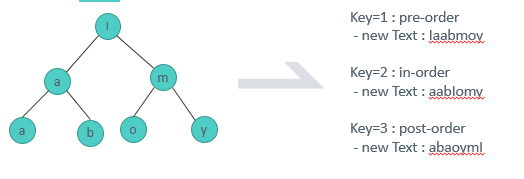 l
a m
a b o y
Key=1 : pre-order
- new Text : laabmoy
Key=2 : in-order
- new Text : aablomy
Key=3 : post-order
- new Text : abaoyml